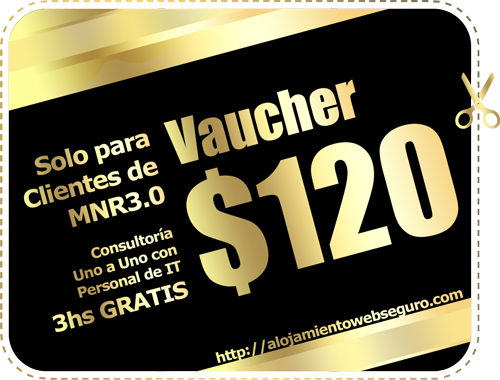 Solo para
Clientes de
MNR3.0
Vaucher
$120
Consultoría
Uno a Uno con
Personal de IT
3hs GRATIS
http://alojamientowebseguro.com